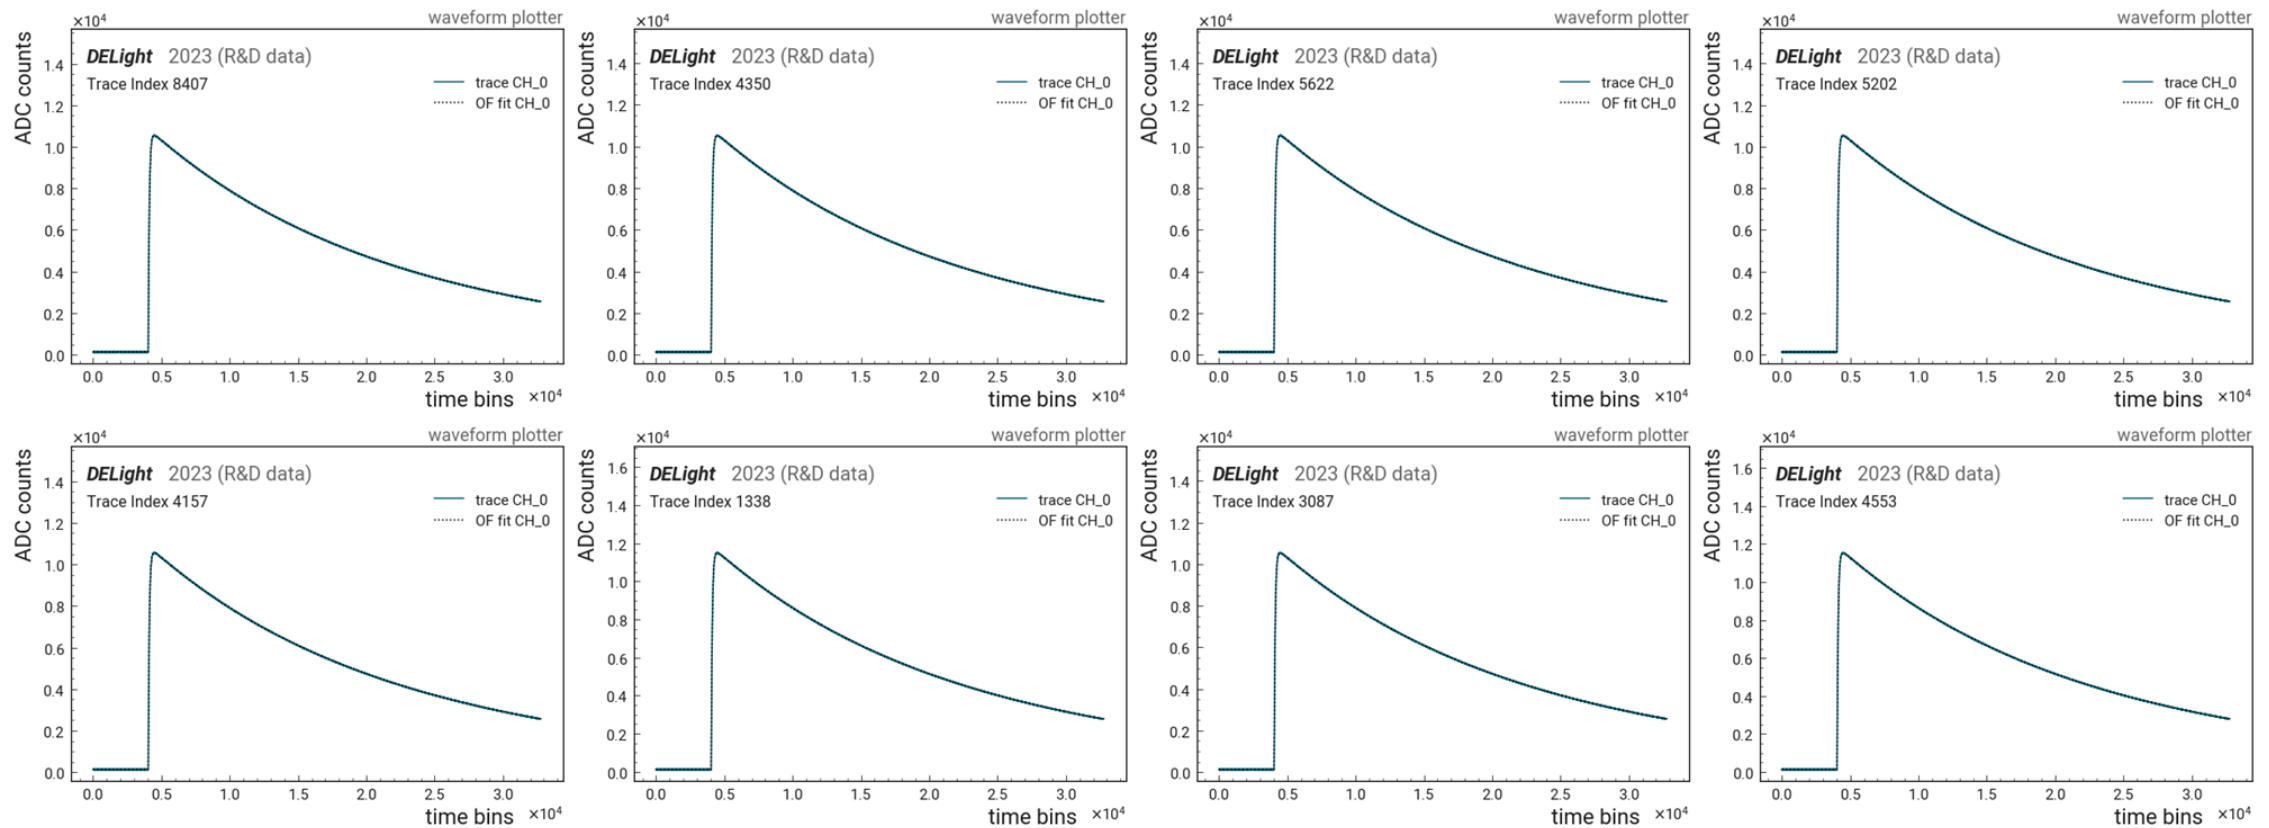 ×10⁴ waveform plotter
ADC counts
DELight 2023 (R&D data)
Trace Index 8407
trace CH_0
OF fit CH_0
1.4
1.2
1.0
0.8
0.6
0.4
0.2
0.0
0.0 0.5 1.0 1.5 2.0 2.5 3.0
time bins ×10⁴
×10⁴ waveform plotter
ADC counts
DELight 2023 (R&D data)
Trace Index 4350
trace CH_0
OF fit CH_0
1.4
1.2
1.0
0.8
0.6
0.4
0.2
0.0
0.0 0.5 1.0 1.5 2.0 2.5 3.0
time bins ×10⁴
×10⁴ waveform plotter
ADC counts
DELight 2023 (R&D data)
Trace Index 5622
trace CH_0
OF fit CH_0
1.4
1.2
1.0
0.8
0.6
0.4
0.2
0.0
0.0 0.5 1.0 1.5 2.0 2.5 3.0
time bins ×10⁴
×10⁴ waveform plotter
ADC counts
DELight 2023 (R&D data)
Trace Index 5202
trace CH_0
OF fit CH_0
1.4
1.2
1.0
0.8
0.6
0.4
0.2
0.0
0.0 0.5 1.0 1.5 2.0 2.5 3.0
time bins ×10⁴
×10⁴ waveform plotter
ADC counts
DELight 2023 (R&D data)
Trace Index 4157
trace CH_0
OF fit CH_0
1.4
1.2
1.0
0.8
0.6
0.4
0.2
0.0
0.0 0.5 1.0 1.5 2.0 2.5 3.0
time bins ×10⁴
×10⁴ waveform plotter
ADC counts
DELight 2023 (R&D data)
Trace Index 1338
trace CH_0
OF fit CH_0
1.6
1.4
1.2
1.0
0.8
0.6
0.4
0.2
0.0
0.0 0.5 1.0 1.5 2.0 2.5 3.0
time bins ×10⁴
×10⁴ waveform plotter
ADC counts
DELight 2023 (R&D data)
Trace Index 3087
trace CH_0
OF fit CH_0
1.4
1.2
1.0
0.8
0.6
0.4
0.2
0.0
0.0 0.5 1.0 1.5 2.0 2.5 3.0
time bins ×10⁴
×10⁴ waveform plotter
ADC counts
DELight 2023 (R&D data)
Trace Index 4553
trace CH_0
OF fit CH_0
1.6
1.4
1.2
1.0
0.8
0.6
0.4
0.2
0.0
0.0 0.5 1.0 1.5 2.0 2.5 3.0
time bins ×10⁴